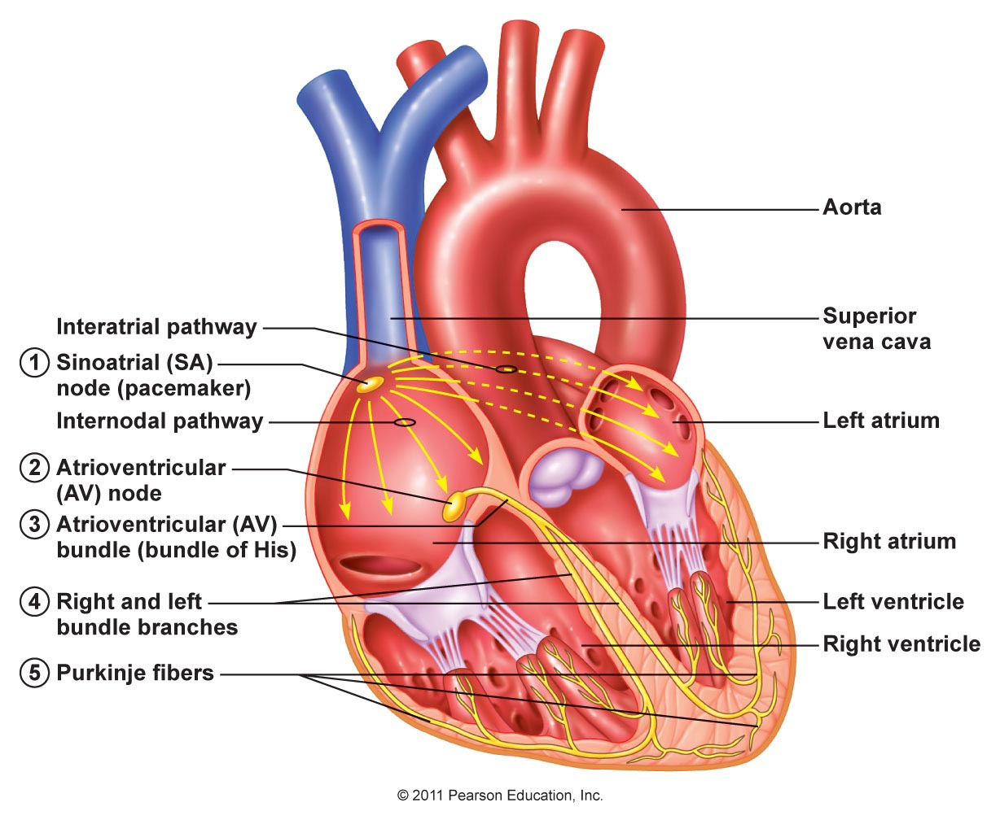 Interatrial pathway
1 Sinoatrial (SA)
node (pacemaker)
Internodal pathway
2 Atrioventricular
(AV) node
3 Atrioventricular (AV)
bundle (bundle of His)
4 Right and left
bundle branches
5 Purkinje fibers
Aorta
Superior
vena cava
Left atrium
Right atrium
Left ventricle
Right ventricle
© 2011 Pearson Education, Inc.